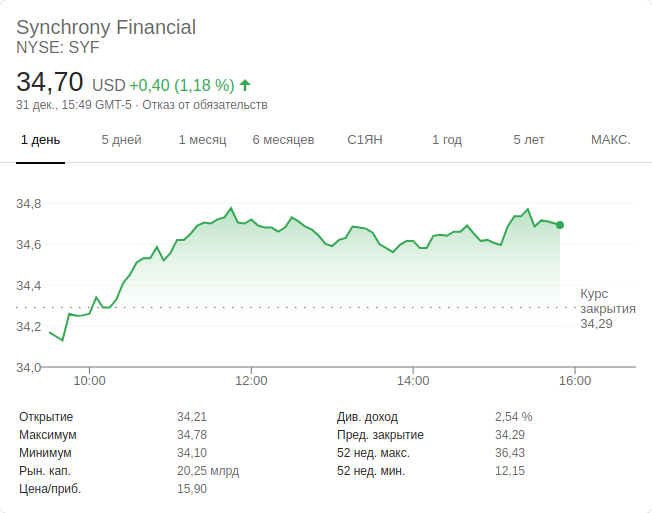 Synchrony Financial
NYSE: SYF
34,70 USD +0,40 (1,18 %)
31 дек., 15:49 GMT-5 · Отказ от обязательств
1 день 5 дней 1 месяц 6 месяцев С1ЯН 1 год 5 лет МАКС.
34,8
34,6
34,4
Курс
закрытия
34,29
34,2
34,0
10:00 12:00 14:00 16:00
Открытие 34,21 Див. доход 2,54 %
Максимум 34,78 Пред. закрытие 34,29
Минимум 34,10 52 нед. макс. 36,43
Рын. кап. 20,25 млрд 52 нед. мин. 12,15
Цена/приб. 15,90